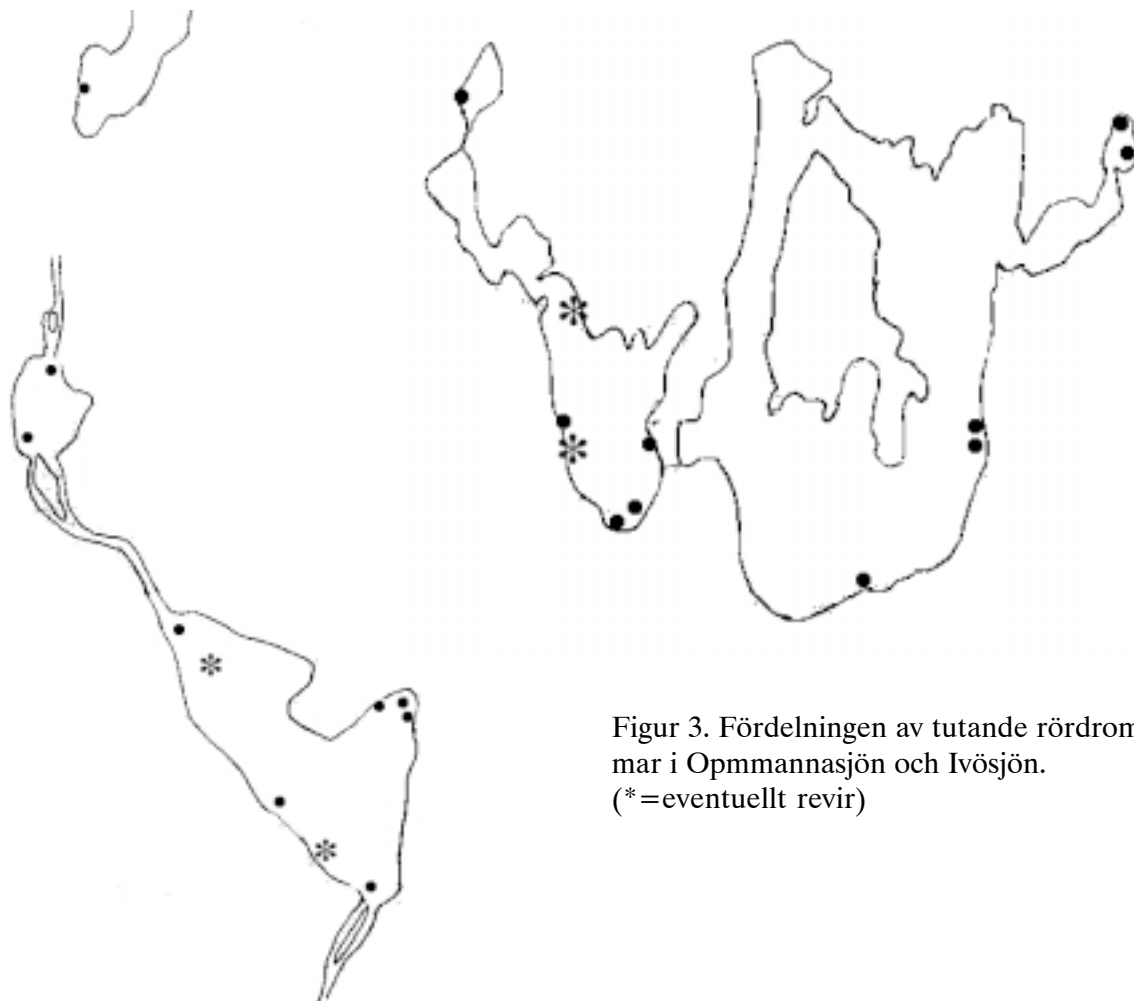 Figur 3. Fördelningen av tutande rördrom-
mar i Opmmannasjön och Ivösjön.
(*=eventuellt revir)